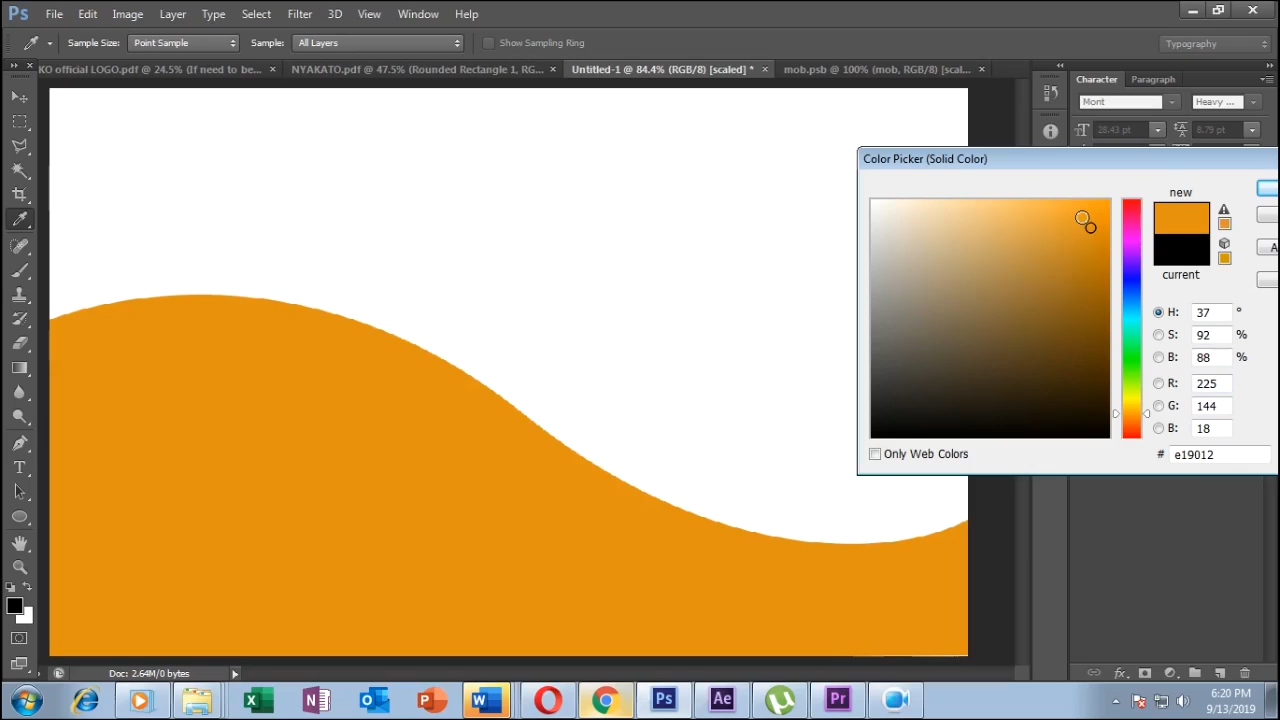 Ps File Edit Image Layer Type Select Filter 3D View Window Help
Sample Size: Point Sample Sample: All Layers Show Sampling Ring Typography
KO official LOGO.pdf @ 24.5% (If need to be... × NYAKATO.pdf @ 47.5% (Rounded Rectangle 1, RG... × Untitled-1 @ 84.4% (RGB/8) [scaled] * × mob.psb @ 100% (mob, RGB/8) [scal... ×
Character Paragraph
Mont Heavy ...
28.43 pt 8.79 pt
Color Picker (Solid Color)
new
current
A
H: 37 °
S: 92 %
B: 88 %
R: 225
G: 144
B: 18
Only Web Colors # e19012
Doc: 2.64M/0 bytes
6:20 PM
9/13/2019
Ps Ae Pr